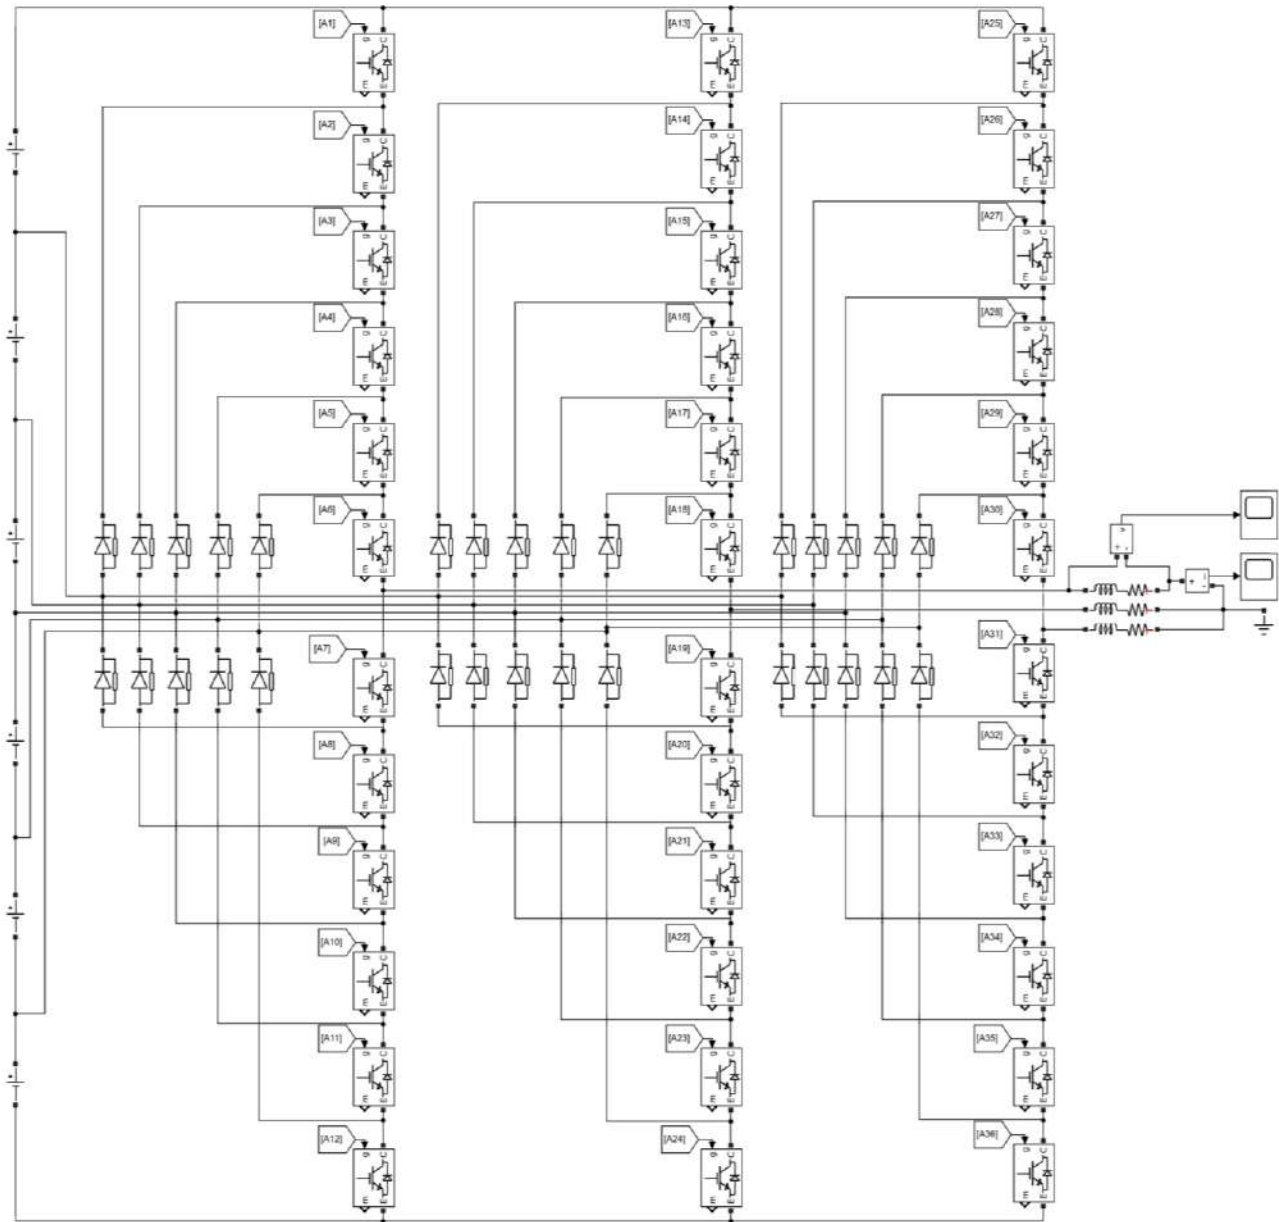 [A1] [A13] [A25]
g C g C g C
m E m E m E
[A2] [A14] [A26]
g C g C g C
m E m E m E
[A3] [A15] [A27]
g C g C g C
m E m E m E
[A4] [A16] [A28]
g C g C g C
m E m E m E
[A5] [A17] [A29]
g C g C g C
m E m E m E
[A6] [A18] [A30]
g C g C g C
m E m E m E
v
+ -
+ -
[A7] [A19] [A31]
g C g C g C
m E m E m E
[A8] [A20] [A32]
g C g C g C
m E m E m E
[A9] [A21] [A33]
g C g C g C
m E m E m E
[A10] [A22] [A34]
g C g C g C
m E m E m E
[A11] [A23] [A35]
g C g C g C
m E m E m E
[A12] [A24] [A36]
g C g C g C
m E m E m E